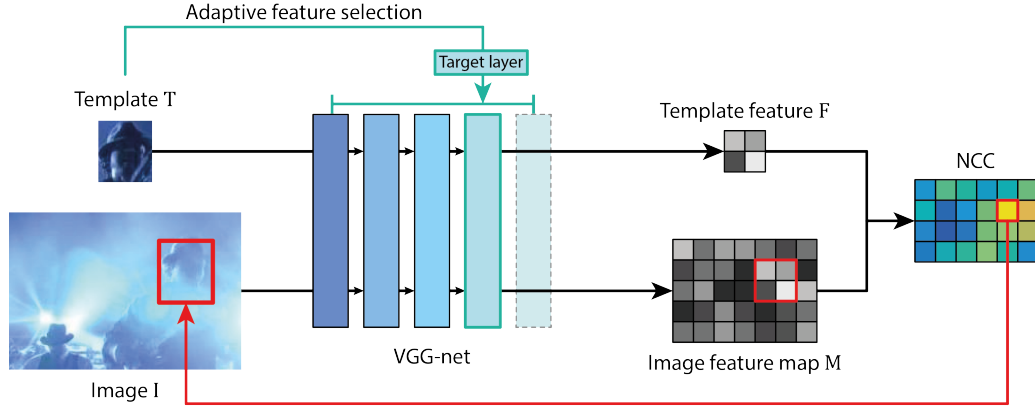 Adaptive feature selection
Target layer
Template T
Template feature F
NCC
VGG-net
Image feature map M
Image I